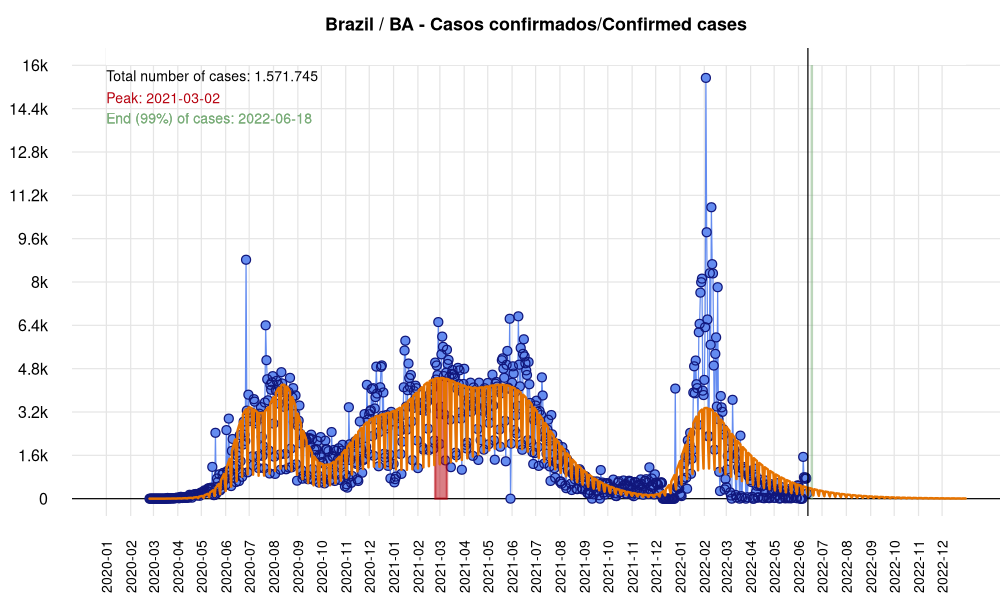 Brazil / BA - Casos confirmados/Confirmed cases
Total number of cases: 1.571.745
Peak: 2021-03-02
End (99%) of cases: 2022-06-18
16k
14.4k
12.8k
11.2k
9.6k
8k
6.4k
4.8k
3.2k
1.6k
0
2020-01
2020-02
2020-03
2020-04
2020-05
2020-06
2020-07
2020-08
2020-09
2020-10
2020-11
2020-12
2021-01
2021-02
2021-03
2021-04
2021-05
2021-06
2021-07
2021-08
2021-09
2021-10
2021-11
2021-12
2022-01
2022-02
2022-03
2022-04
2022-05
2022-06
2022-07
2022-08
2022-09
2022-10
2022-11
2022-12